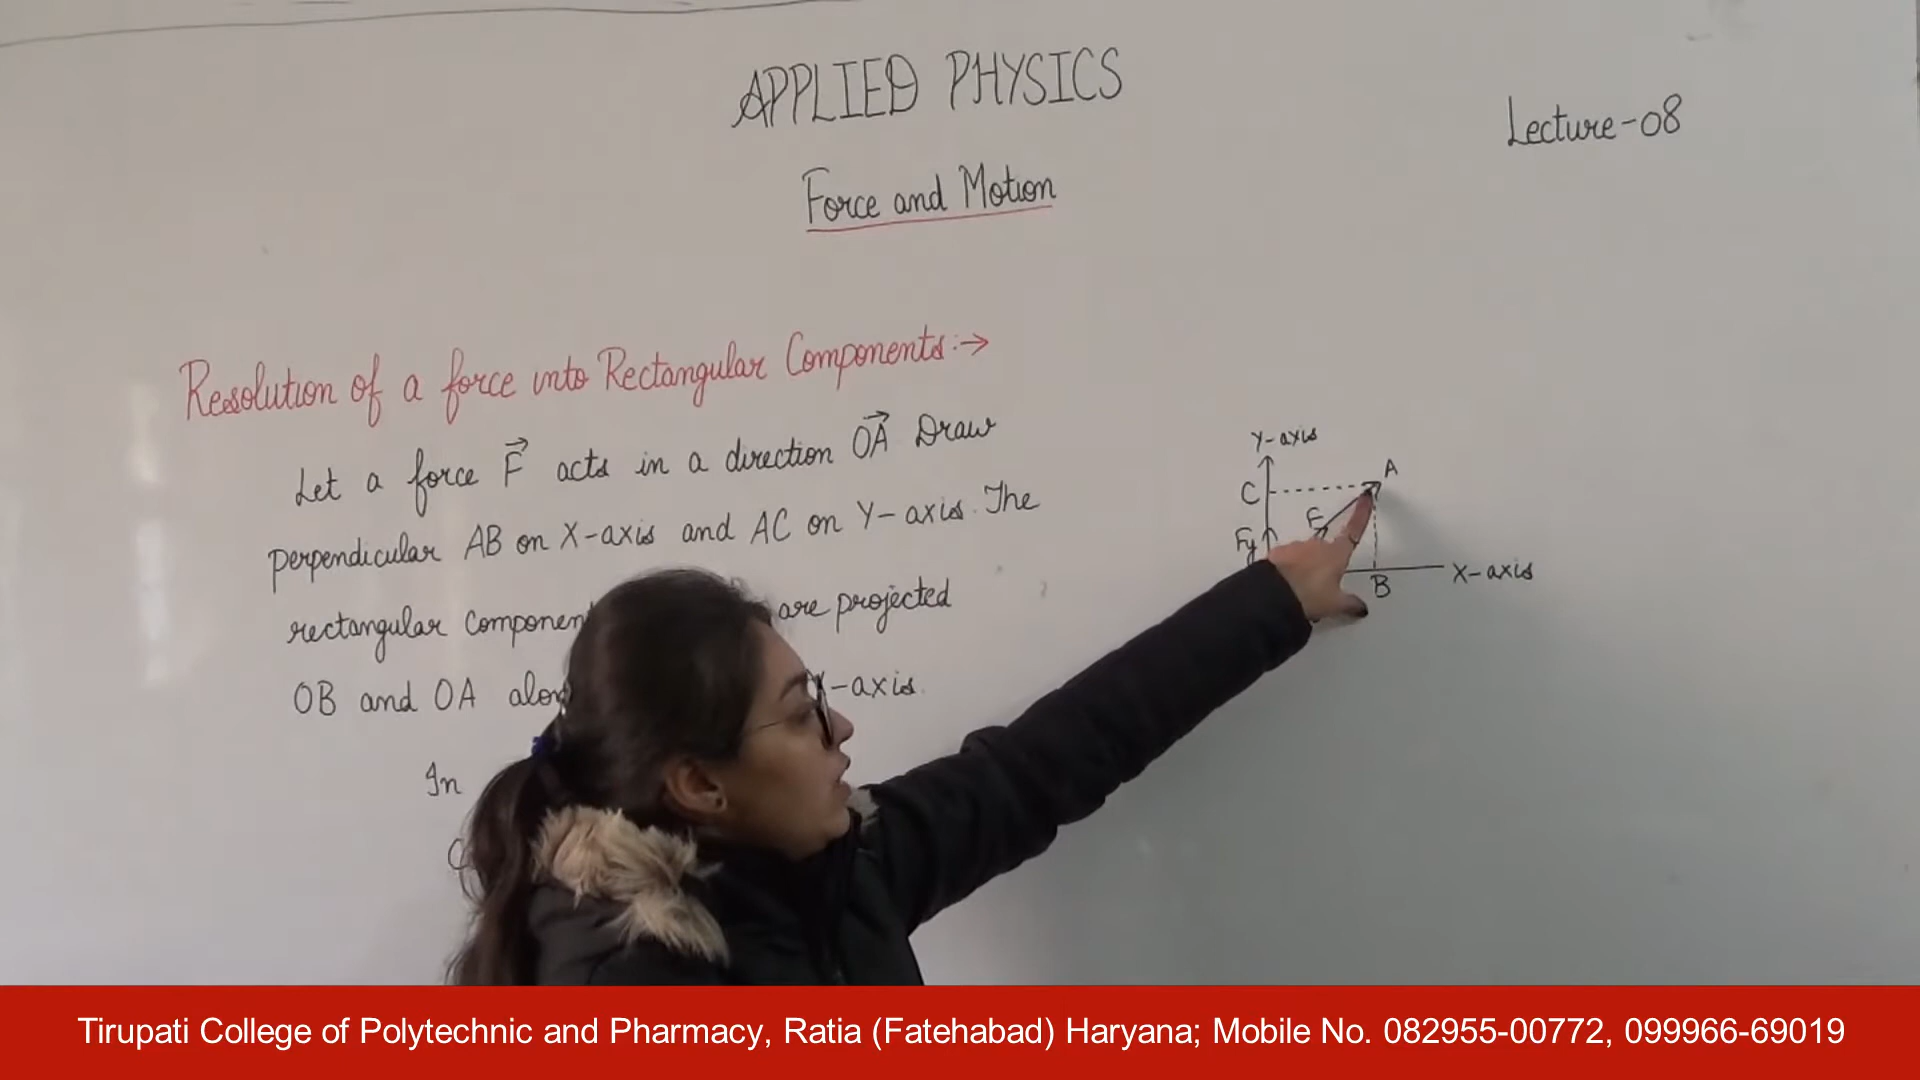 APPLIED PHYSICS
Lecture-08
Force and Motion
Resolution of a force into Rectangular Components:→
Let a force F⃗ acts in a direction OA⃗ Draw
perpendicular AB on X-axis and AC on Y-axis. The
rectangular componen are projected
OB and OA alon -axis.
In
Y-axis
C
A
F
Fy
B
X-axis
Tirupati College of Polytechnic and Pharmacy, Ratia (Fatehabad) Haryana; Mobile No. 082955-00772, 099966-69019